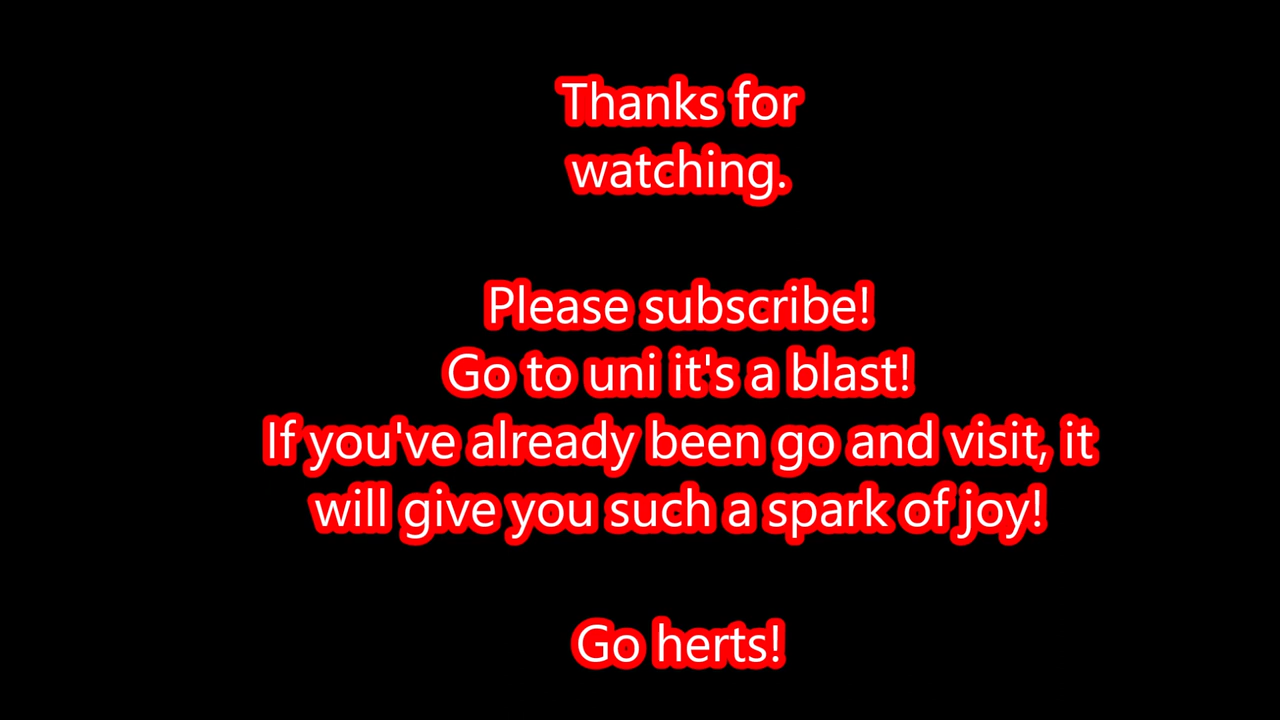 Thanks for
watching.
Please subscribe!
Go to uni it's a blast!
If you've already been go and visit, it
will give you such a spark of joy!
Go herts!